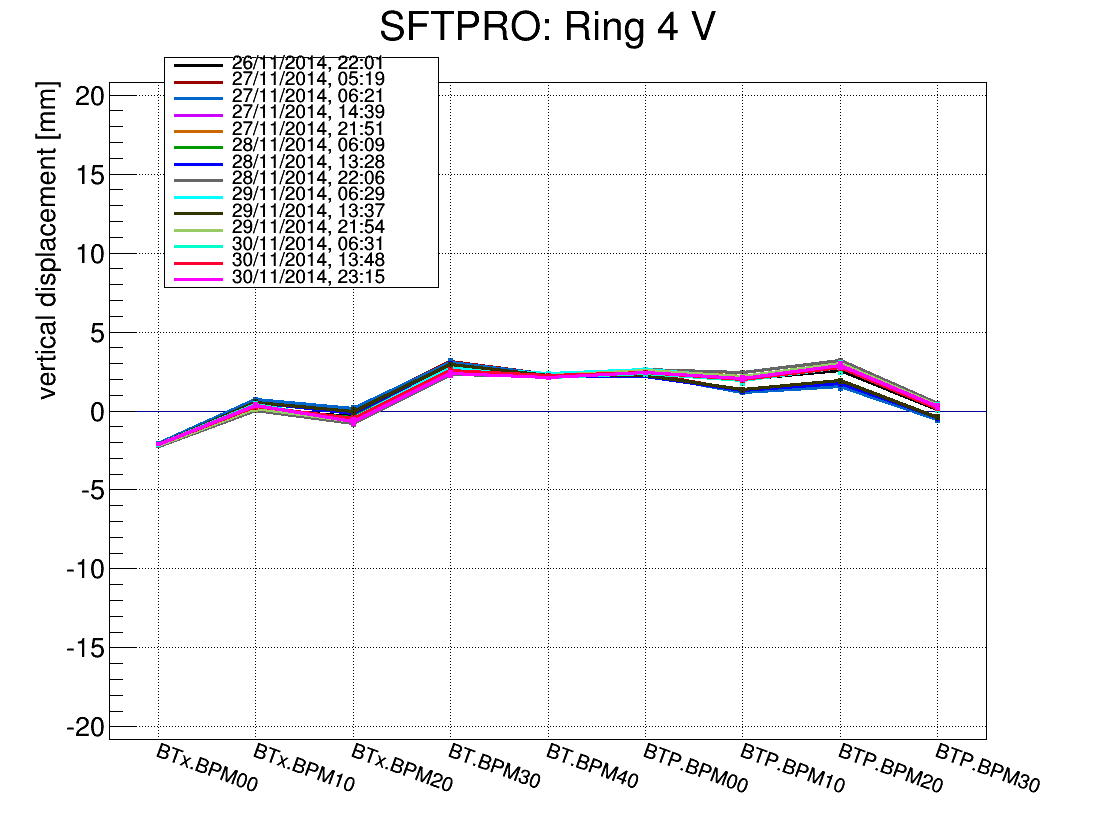 SFTPRO: Ring 4 V
26/11/2014, 22:01
27/11/2014, 05:19
27/11/2014, 06:21
27/11/2014, 14:39
27/11/2014, 21:51
28/11/2014, 06:09
28/11/2014, 13:28
28/11/2014, 22:06
29/11/2014, 06:29
29/11/2014, 13:37
29/11/2014, 21:54
30/11/2014, 06:31
30/11/2014, 13:48
30/11/2014, 23:15
vertical displacement [mm]
20
15
10
5
0
-5
-10
-15
-20
BTx.BPM00
BTx.BPM10
BTx.BPM20
BT.BPM30
BT.BPM40
BTP.BPM00
BTP.BPM10
BTP.BPM20
BTP.BPM30